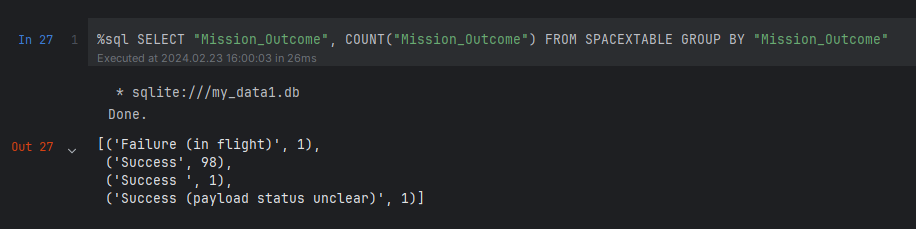 In 27 1 %sql SELECT "Mission_Outcome", COUNT("Mission_Outcome") FROM SPACEXTABLE GROUP BY "Mission_Outcome"
Executed at 2024.02.23 16:00:03 in 26ms
* sqlite:///my_data1.db
Done.
Out 27 [('Failure (in flight)', 1),
('Success', 98),
('Success ', 1),
('Success (payload status unclear)', 1)]